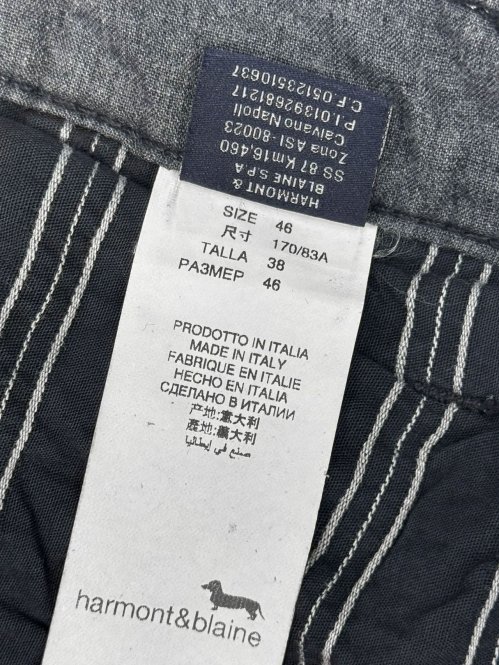 HARMONT &
BLAINE S.P.A
SS 87 Km16,460
Zona ASI-80023
Caivano Napoli
P.I.01392681217
C.F.05123510637
SIZE 46
尺寸 170/83A
TALLA 38
РАЗМЕР 46
PRODOTTO IN ITALIA
MADE IN ITALY
FABRIQUE EN ITALIE
HECHO EN ITALIA
СДЕЛАНО В ИТАЛИИ
产地:意大利
產地:義大利
صنع في إيطاليا
harmont&blaine